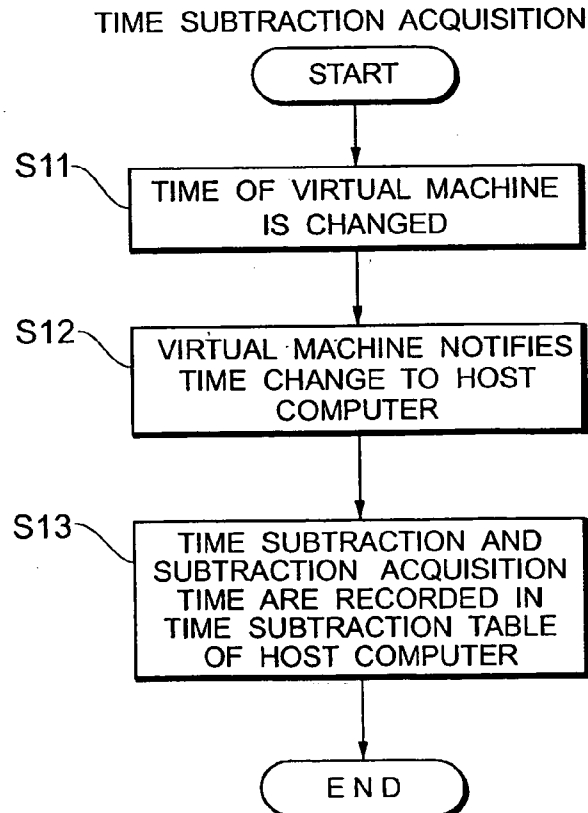 TIME SUBTRACTION ACQUISITION
START
S11
TIME OF VIRTUAL MACHINE
IS CHANGED
S12
VIRTUAL MACHINE NOTIFIES
TIME CHANGE TO HOST
COMPUTER
S13
TIME SUBTRACTION AND
SUBTRACTION ACQUISITION
TIME ARE RECORDED IN
TIME SUBTRACTION TABLE
OF HOST COMPUTER
END